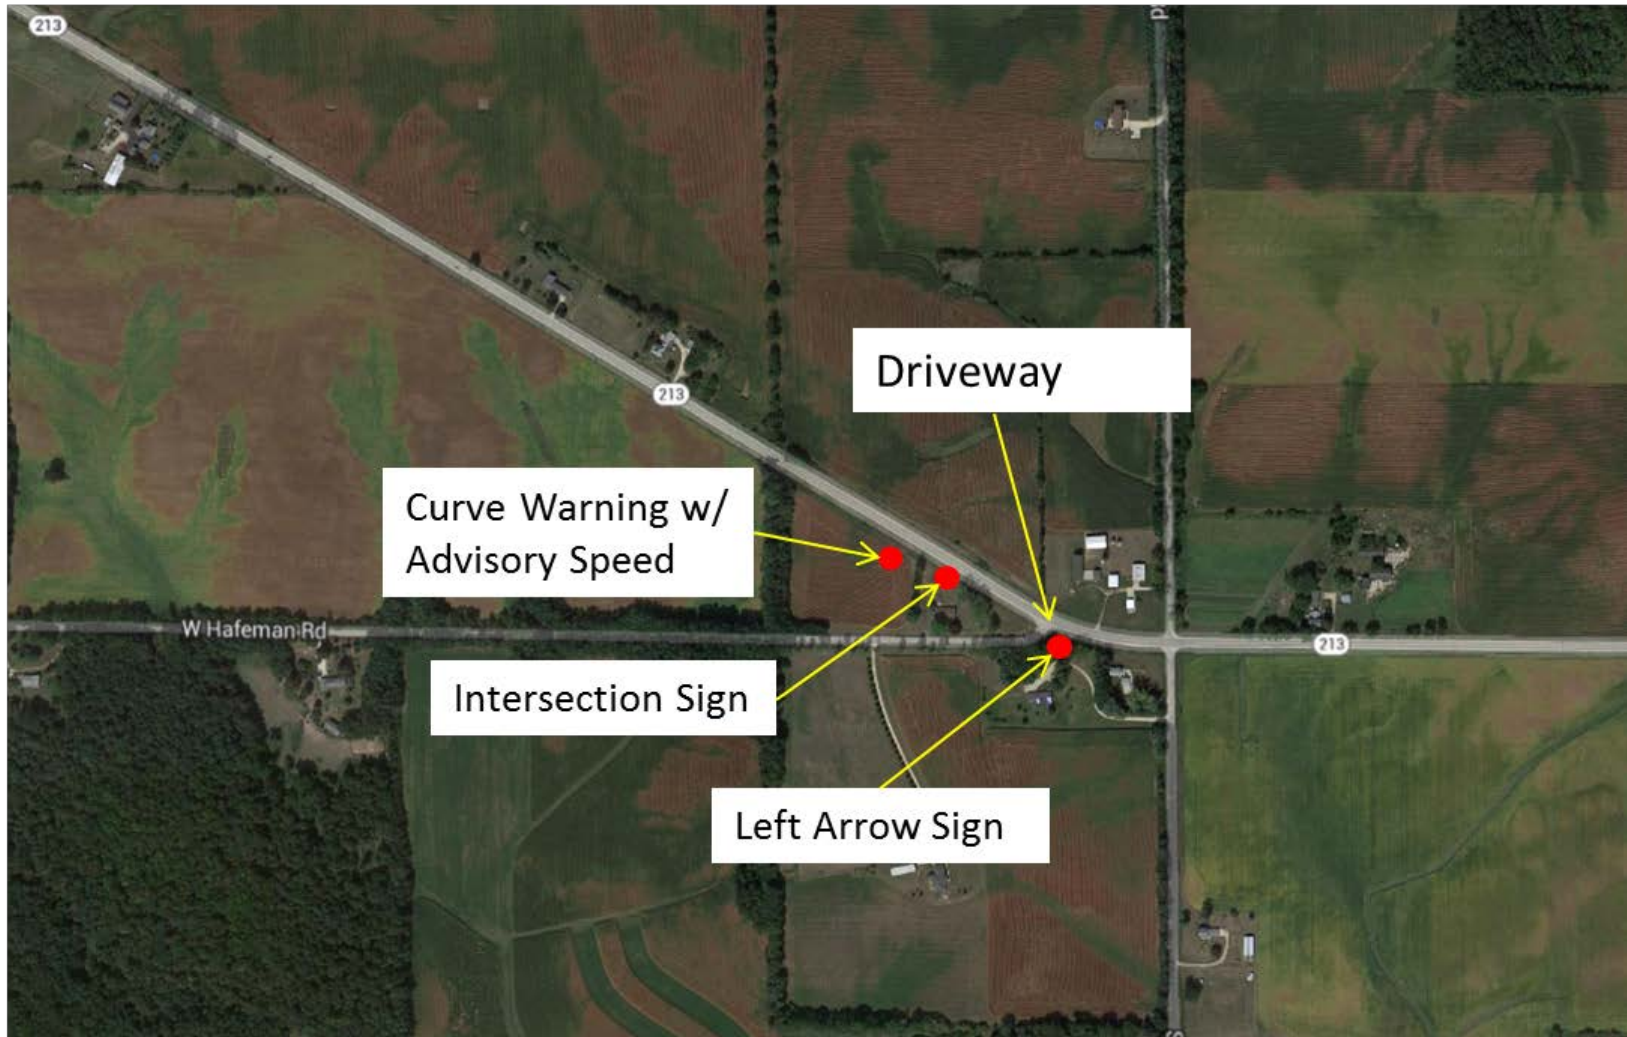 213
Driveway
213
Curve Warning w/
Advisory Speed
W Hafeman Rd
213
Intersection Sign
Left Arrow Sign